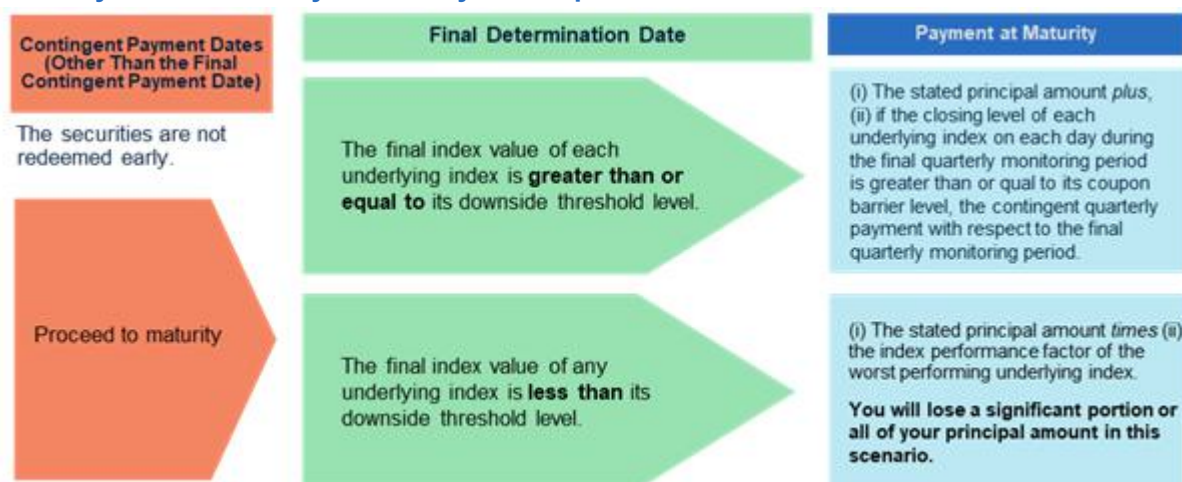 Contingent Payment Dates
(Other Than the Final
Contingent Payment Date)
The securities are not
redeemed early.
Proceed to maturity
Final Determination Date
The final index value of each
underlying index is greater than or
equal to its downside threshold level.
The final index value of any
underlying index is less than its
downside threshold level.
Payment at Maturity
(i) The stated principal amount plus,
(ii) if the closing level of each
underlying index on each day during
the final quarterly monitoring period
is greater than or qual to its coupon
barrier level, the contingent quarterly
payment with respect to the final
quarterly monitoring period.
(i) The stated principal amount times (ii)
the index performance factor of the
worst performing underlying index.
You will lose a significant portion or
all of your principal amount in this
scenario.